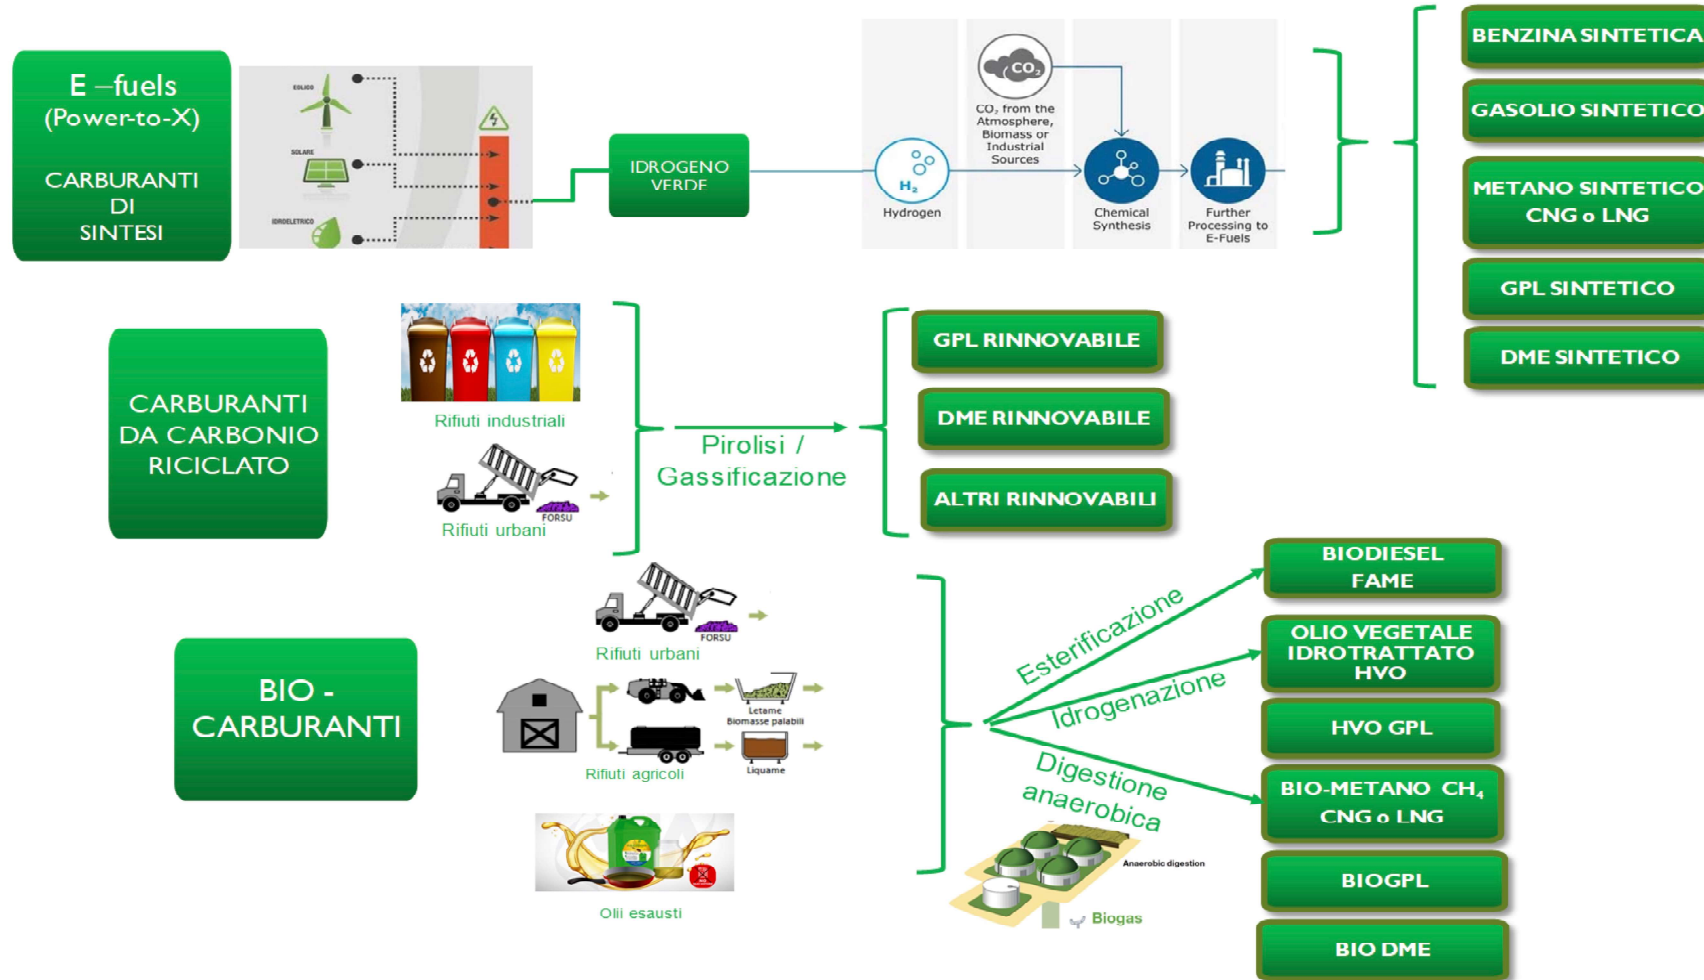 E –fuels
(Power-to-X)
CARBURANTI
DI
SINTESI
EOLICO
SOLARE
IDROELETRICO
IDROGENO
VERDE
H₂
Hydrogen
CO₂
CO₂ from the
Atmosphere,
Biomass or
Industrial
Sources
Chemical
Synthesis
Further
Processing to
E-Fuels
BENZINA SINTETICA
GASOLIO SINTETICO
METANO SINTETICO
CNG o LNG
GPL SINTETICO
DME SINTETICO
CARBURANTI
DA CARBONIO
RICICLATO
Rifiuti industriali
FORSU
Rifiuti urbani
Pirolisi /
Gassificazione
GPL RINNOVABILE
DME RINNOVABILE
ALTRI RINNOVABILI
BIO -
CARBURANTI
FORSU
Rifiuti urbani
Letame
Biomasse palabili
Liquame
Rifiuti agricoli
Olii esausti
Esterificazione
Idrogenazione
Digestione
anaerobica
Anaerobic digestion
Biogas
BIODIESEL
FAME
OLIO VEGETALE
IDROTRATTATO
HVO
HVO GPL
BIO-METANO CH₄
CNG o LNG
BIOGPL
BIO DME